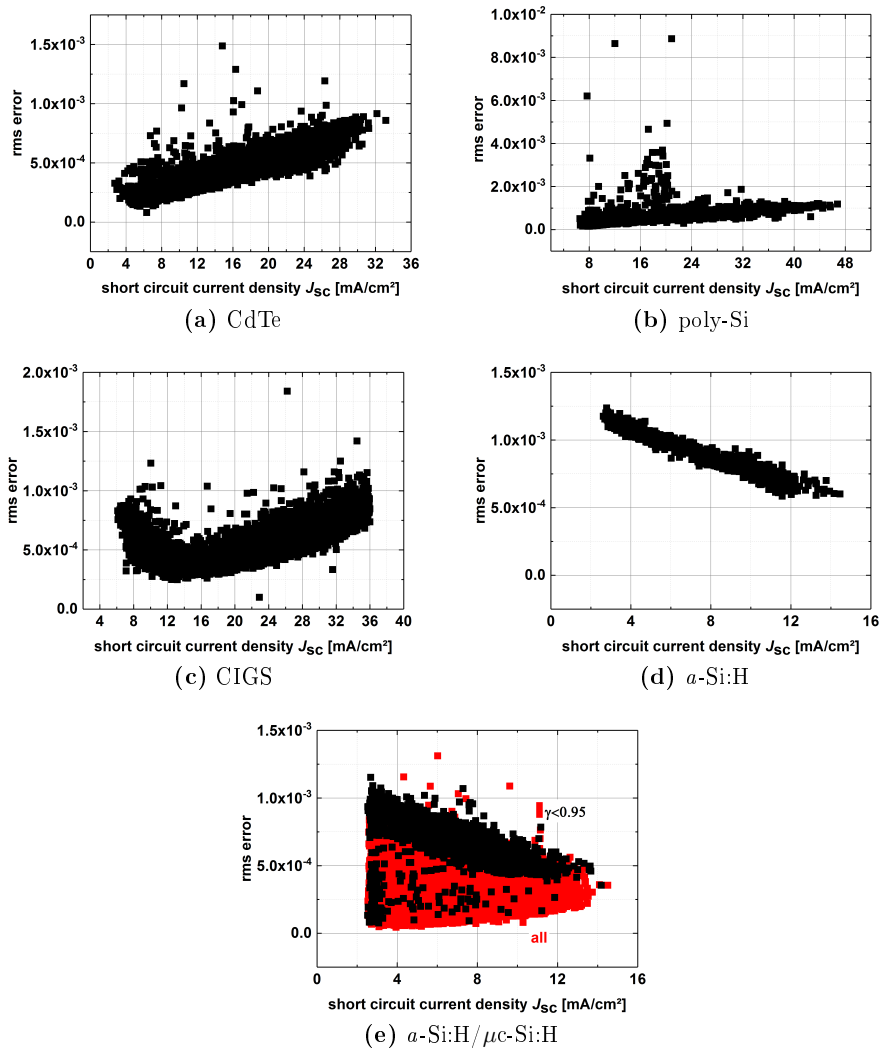 1.5x10⁻³
1.0x10⁻³
5.0x10⁻⁴
0.0
rms error
0 4 8 12 16 20 24 28 32 36
short circuit current density J_SC [mA/cm²]
(a) CdTe
1.0x10⁻²
8.0x10⁻³
6.0x10⁻³
4.0x10⁻³
2.0x10⁻³
0.0
rms error
8 16 24 32 40 48
short circuit current density J_SC [mA/cm²]
(b) poly-Si
2.0x10⁻³
1.5x10⁻³
1.0x10⁻³
5.0x10⁻⁴
0.0
rms error
4 8 12 16 20 24 28 32 36 40
short circuit current density J_SC [mA/cm²]
(c) CIGS
1.5x10⁻³
1.0x10⁻³
5.0x10⁻⁴
0.0
rms error
0 4 8 12 16
short circuit current density J_SC [mA/cm²]
(d) a-Si:H
1.5x10⁻³
1.0x10⁻³
5.0x10⁻⁴
0.0
rms error
γ<0.95
all
0 4 8 12 16
short circuit current density J_SC [mA/cm²]
(e) a-Si:H/μc-Si:H